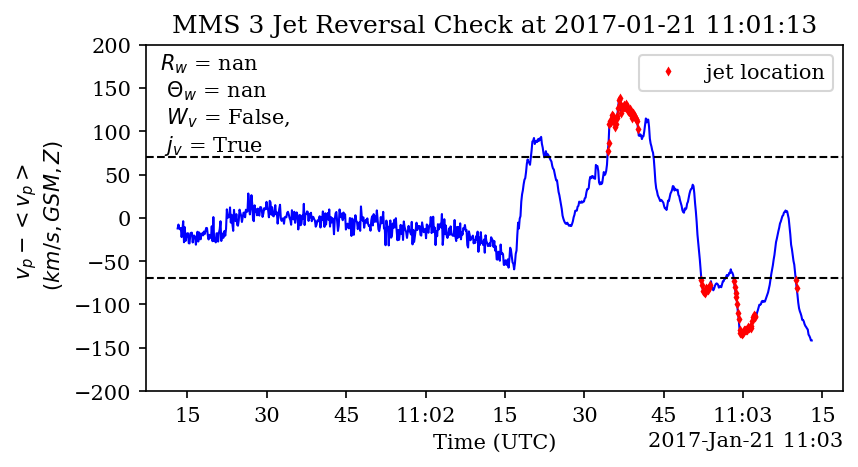 MMS 3 Jet Reversal Check at 2017-01-21 11:01:13
R_w = nan
Θ_w = nan
W_v = False,
j_v = True
jet location
200
150
100
50
0
−50
−100
−150
−200
v_p − < v_p >
(km/s, GSM, Z)
15 30 45 11:02 15 30 45 11:03 15
Time (UTC)
2017-Jan-21 11:03